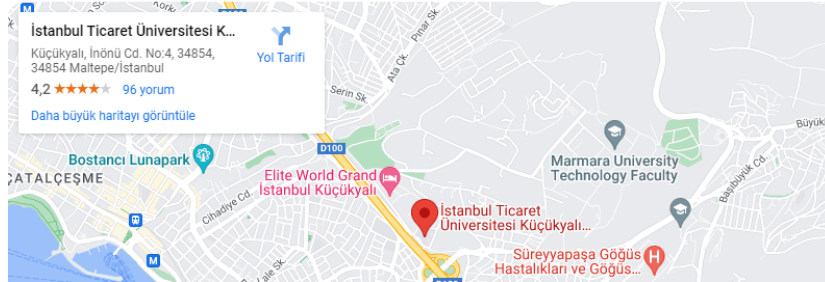 İstanbul Ticaret Üniversitesi K...
Küçükyalı, İnönü Cd. No:4, 34854,
34854 Maltepe/İstanbul
4,2
96 yorum
Daha büyük haritayı görüntüle
Yol Tarifi
M
Pınar Sk.
Ata Çk.
Serin Sk.
D100
Bostancı Lunapark
ÇATALÇEŞME
Elite World Grand
İstanbul Küçükyalı
Cihadiye Cd.
Marmara University
Technology Faculty
Büyük
Başıbüyük Cd.
İstanbul Ticaret
Üniversitesi Küçükyalı...
Süreyyapaşa Göğüs
Hastalıkları ve Göğüs...
H
M
Lale Sk.
D100